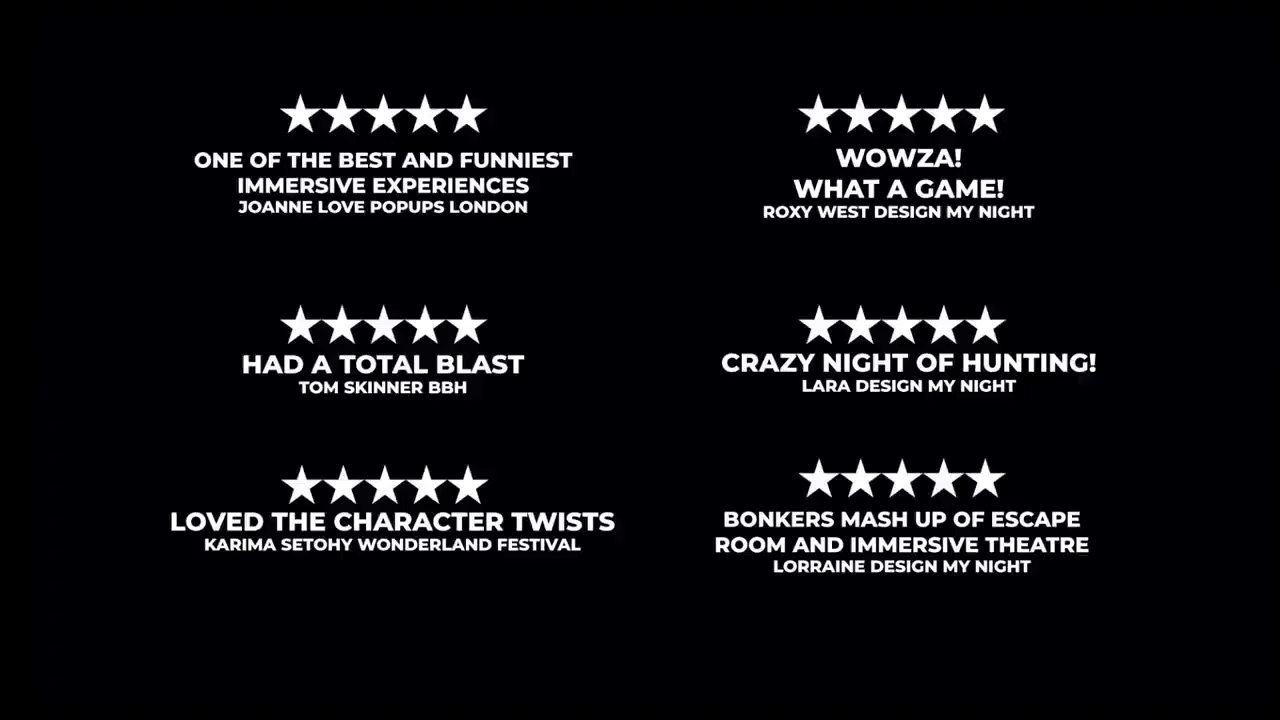 ONE OF THE BEST AND FUNNIEST
IMMERSIVE EXPERIENCES
JOANNE LOVE POPUPS LONDON
WOWZA!
WHAT A GAME!
ROXY WEST DESIGN MY NIGHT
HAD A TOTAL BLAST
TOM SKINNER BBH
CRAZY NIGHT OF HUNTING!
LARA DESIGN MY NIGHT
LOVED THE CHARACTER TWISTS
KARIMA SETOHY WONDERLAND FESTIVAL
BONKERS MASH UP OF ESCAPE
ROOM AND IMMERSIVE THEATRE
LORRAINE DESIGN MY NIGHT